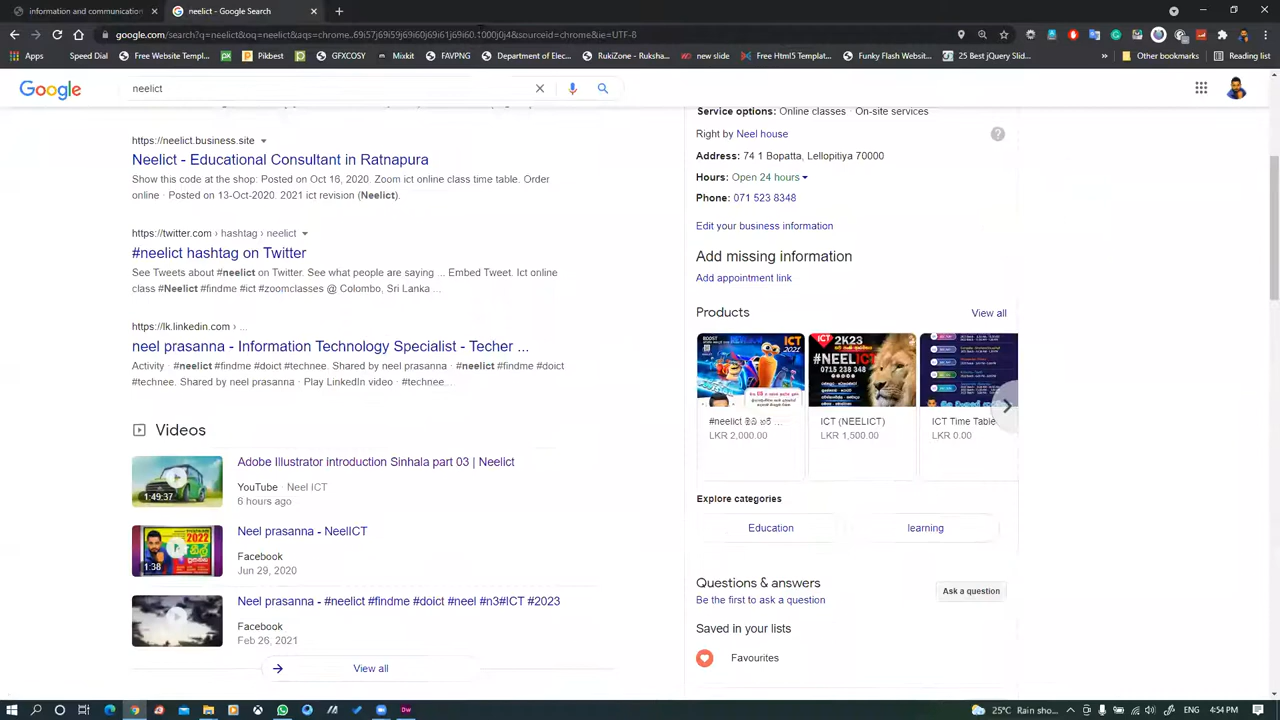 information and communication
neelict - Google Search
google.com/search?q=neelict&oq=neelict&aqs=chrome..69i57j69i59j69i60j69i61j69i60.1000j0j4&sourceid=chrome&ie=UTF-8
Apps Speed Free Website Templ... Pikbest Pinterest GFXCOSY Mixkit FAVPNG Department of Elec... RukiZone - Ruksha... new slide Free Html5 Templat... Funky Flash Websit... 25 Best jQuery Slid... Other bookmarks Reading list
Google
neelict
Service options: Online classes · On-site services
Right by Neel house
https://neelict.business.site
Neelict - Educational Consultant in Ratnapura
Show this code at the shop: Posted on Oct 16, 2020. Zoom ict online class time table. Order
online · Posted on 13-Oct-2020. 2021 ict revision (Neelict).
Address: 74 1 Bopatta, Lellopitiya 70000
Hours: Open 24 hours
Phone: 071 523 8348
Edit your business information
https://twitter.com › hashtag › neelict
#neelict hashtag on Twitter
See Tweets about #neelict on Twitter. See what people are saying ... Embed Tweet. Ict online
class #Neelict #findme #ict #zoomclasses @ Colombo, Sri Lanka ...
Add missing information
Add appointment link
https://lk.linkedin.com › ...
neel prasanna - Information Technology Specialist - Techer ...
Activity · #neelict #findme #technee. Shared by neel prasanna · #neelict #findme #doict
#technee. Shared by neel prasanna · Play LinkedIn video · #technee...
Products
View all
ICT
ICT 2K23
#NEELICT
0715 238 348
#neelict
LKR 2,000.00
ICT (NEELICT)
LKR 1,500.00
ICT Time Table
LKR 0.00
Videos
1:49:37
Adobe Illustrator introduction Sinhala part 03 | Neelict
YouTube · Neel ICT
6 hours ago
2022
1:38
Neel prasanna - NeelICT
Facebook
Jun 29, 2020
Neel prasanna - #neelict #findme #doict #neel #n3#ICT #2023
Facebook
Feb 26, 2021
View all
Explore categories
Education
learning
Questions & answers
Be the first to ask a question
Ask a question
Saved in your lists
Favourites
25°C Rain sho...
4:54 PM